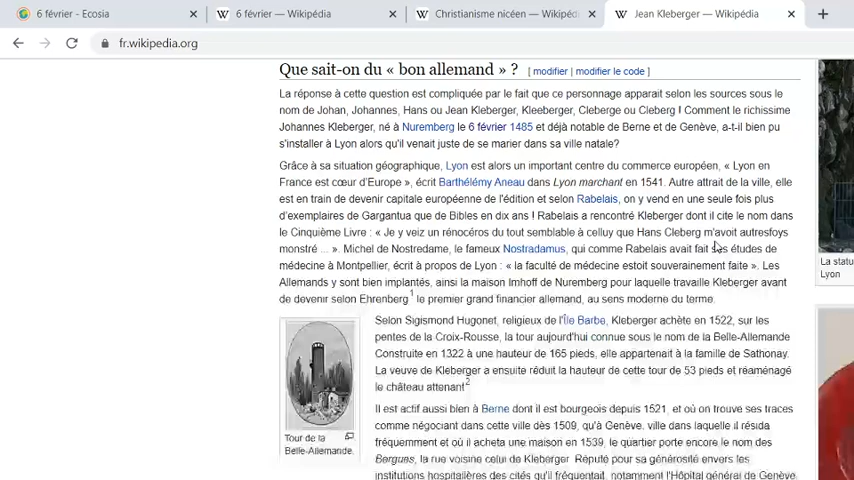 6 février - Ecosia
6 février — Wikipédia
Christianisme nicéen — Wikipéd
Jean Kleberger — Wikipédia
fr.wikipedia.org
Que sait-on du « bon allemand » ? [ modifier | modifier le code ]
La réponse à cette question est compliquée par le fait que ce personnage apparait selon les sources sous le
nom de Johan, Johannes, Hans ou Jean Kleberger, Kleeberger, Cleberge ou Cleberg ! Comment le richissime
Johannes Kleberger, né à Nuremberg le 6 février 1485 et déjà notable de Berne et de Genève, a-t-il bien pu
s'installer à Lyon alors qu'il venait juste de se marier dans sa ville natale?
Grâce à sa situation géographique, Lyon est alors un important centre du commerce européen, « Lyon en
France est cœur d'Europe », écrit Barthélémy Aneau dans Lyon marchant en 1541. Autre attrait de la ville, elle
est en train de devenir capitale européenne de l'édition et selon Rabelais, on y vend en une seule fois plus
d'exemplaires de Gargantua que de Bibles en dix ans ! Rabelais a rencontré Kleberger dont il cite le nom dans
le Cinquième Livre : « Je y veiz un rénocéros du tout semblable à celluy que Hans Cleberg m'avoit autresfoys
monstré ... ». Michel de Nostredame, le fameux Nostradamus, qui comme Rabelais avait fait ses études de
médecine à Montpellier, écrit à propos de Lyon : « la faculté de médecine estoit souverainement faite ». Les
Allemands y sont bien implantés, ainsi la maison Imhoff de Nuremberg pour laquelle travaille Kleberger avant
de devenir selon Ehrenberg 1 le premier grand financier allemand, au sens moderne du terme.
Selon Sigismond Hugonet, religieux de l'Île Barbe, Kleberger achète en 1522, sur les
pentes de la Croix-Rousse, la tour aujourd'hui connue sous le nom de la Belle-Allemande
Construite en 1322 à une hauteur de 165 pieds, elle appartenait à la famille de Sathonay.
La veuve de Kleberger a ensuite réduit la hauteur de cette tour de 53 pieds et réaménagé
le château attenant 2
Il est actif aussi bien à Berne dont il est bourgeois depuis 1521, et où on trouve ses traces
comme négociant dans cette ville dès 1509, qu'à Genève. ville dans laquelle il résida
fréquemment et où il acheta une maison en 1539, le quartier porte encore le nom des
Bergues, la rue voisine celui de Kleberger Réputé pour sa générosité envers les
institutions hospitalières des cités qu'il fréquentait, notamment l'Hôpital général de Genève
Tour de la
Belle-Allemande.
La statu
Lyon